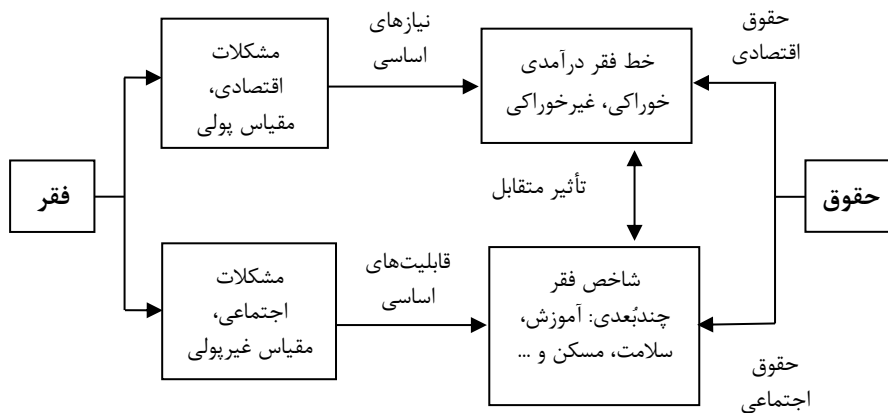 حقوق
اقتصادی
نیازهای
اساسی
مشکلات
اقتصادی،
مقیاس پولی
خط فقر درآمدی
خوراکی، غیرخوراکی
حقوق
تأثیر متقابل
فقر
قابلیت‌های
اساسی
مشکلات
اجتماعی،
مقیاس غیرپولی
شاخص فقر
چندبُعدی: آموزش،
سلامت، مسکن و ...
حقوق
اجتماعی